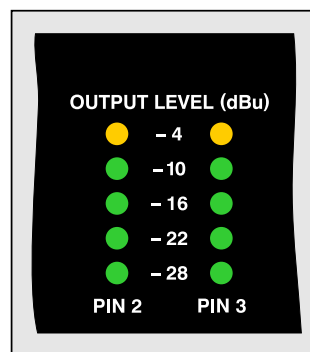 OUTPUT LEVEL (dBu)
– 4
–10
– 16
– 22
– 28
PIN 2 PIN 3